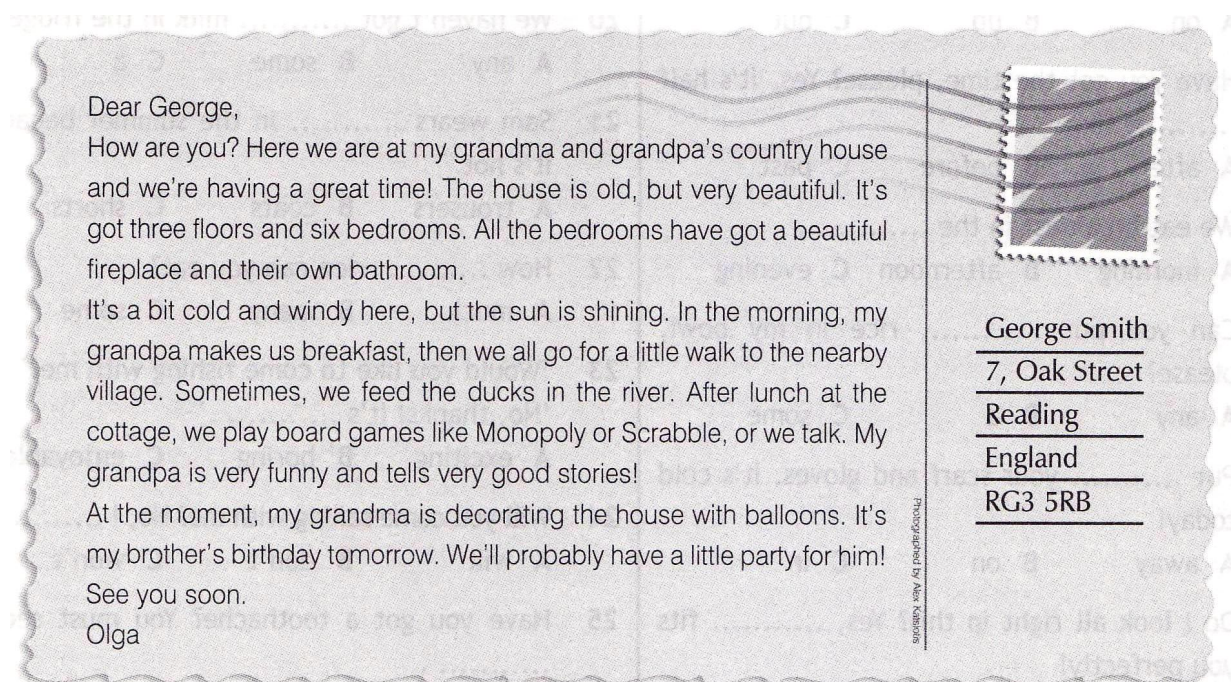 Dear George,
How are you? Here we are at my grandma and grandpa's country house
and we're having a great time! The house is old, but very beautiful. It's
got three floors and six bedrooms. All the bedrooms have got a beautiful
fireplace and their own bathroom.
It's a bit cold and windy here, but the sun is shining. In the morning, my
grandpa makes us breakfast, then we all go for a little walk to the nearby
village. Sometimes, we feed the ducks in the river. After lunch at the
cottage, we play board games like Monopoly or Scrabble, or we talk. My
grandpa is very funny and tells very good stories!
At the moment, my grandma is decorating the house with balloons. It's
my brother's birthday tomorrow. We'll probably have a little party for him!
See you soon.
Olga
Photographed by Alex Katsiolis
George Smith
7, Oak Street
Reading
England
RG3 5RB